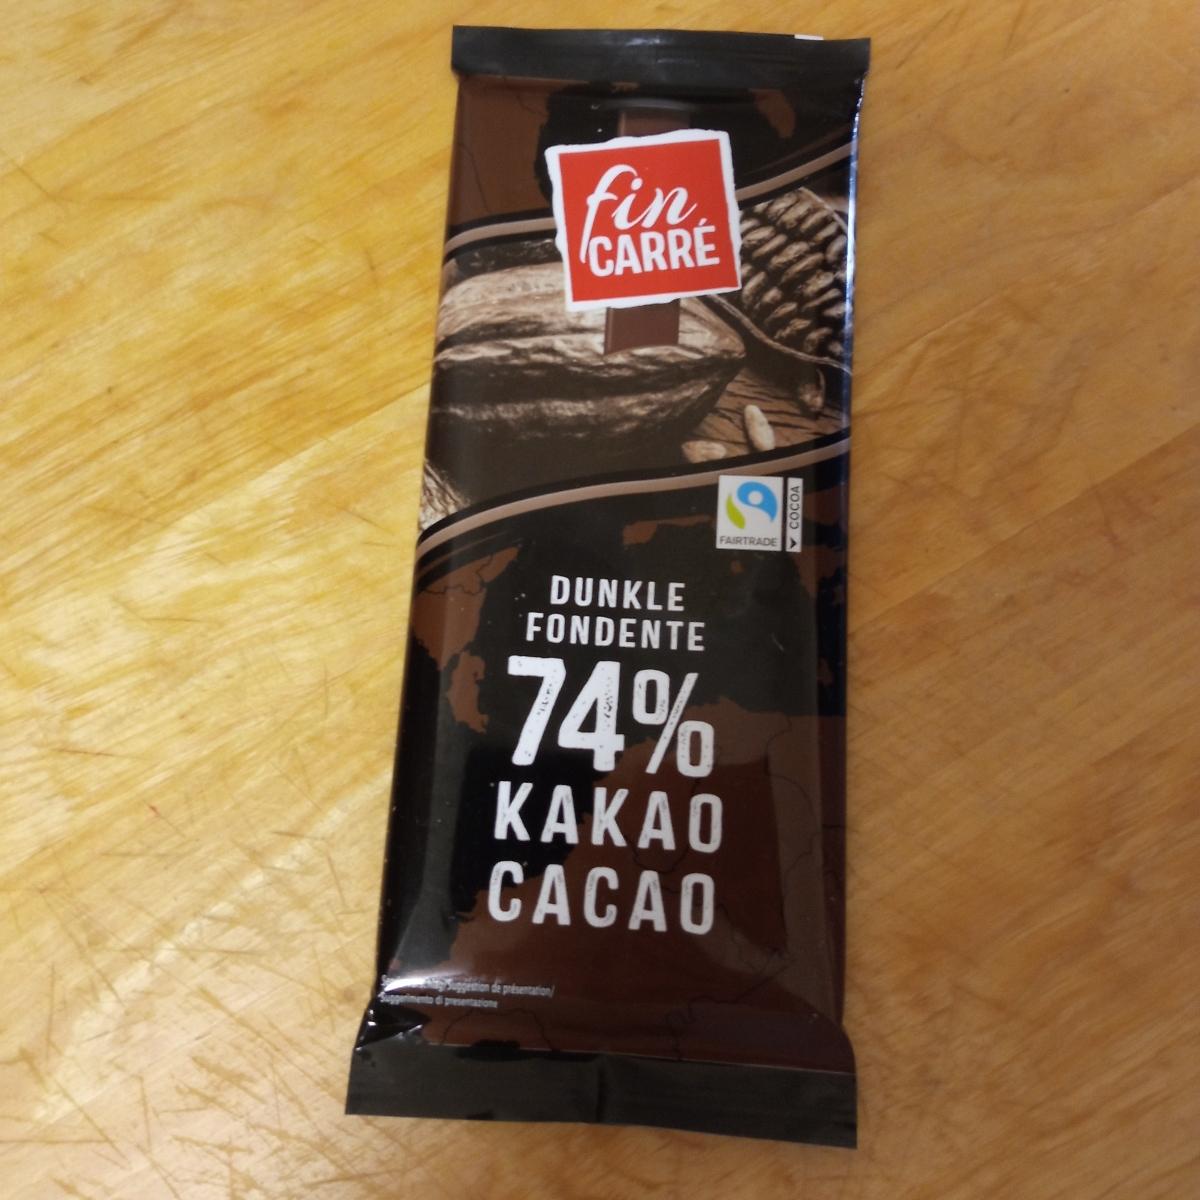 fin
CARRÉ
FAIRTRADE
COCOA
DUNKLE
FONDENTE
74%
KAKAO
CACAO
Suggestion de présentation/
Suggerimento di presentazione